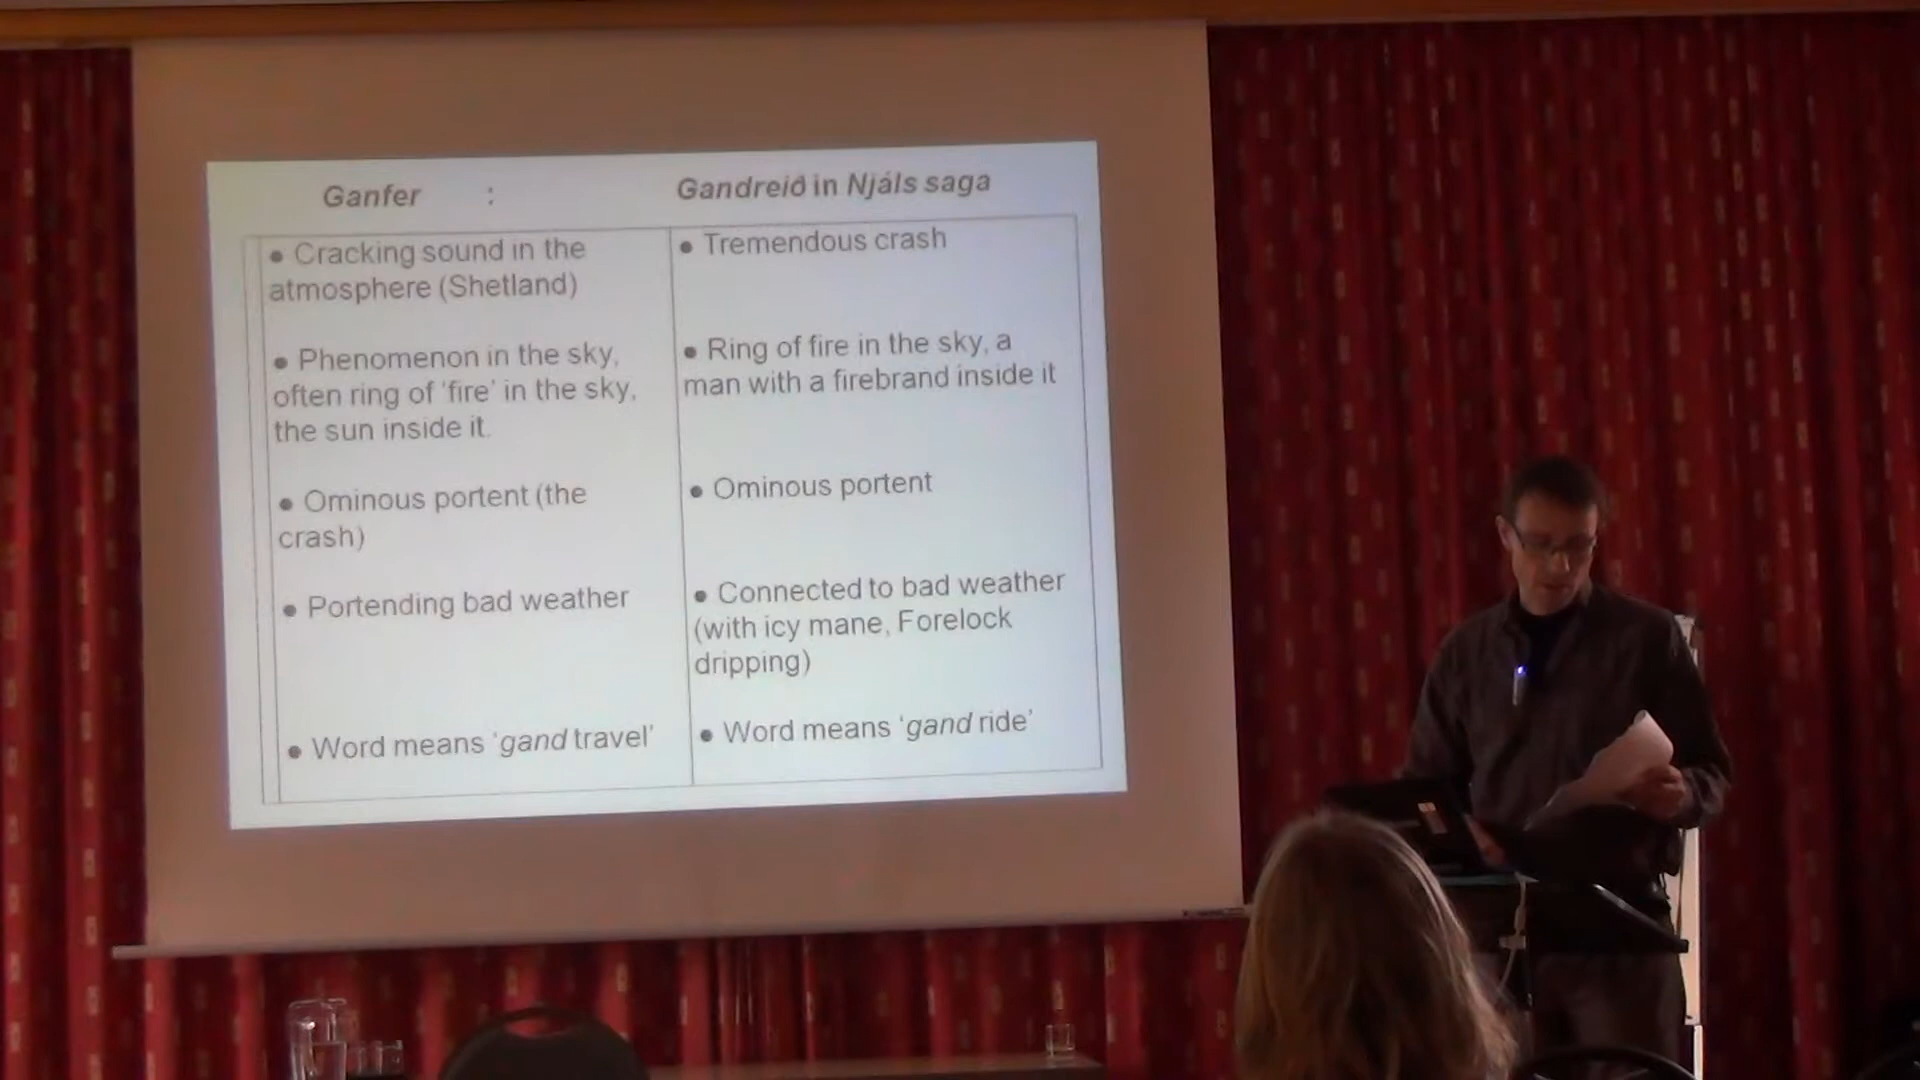 Ganfer : Gandreið in Njáls saga
● Cracking sound in the
atmosphere (Shetland)
● Phenomenon in the sky,
often ring of ‘fire’ in the sky,
the sun inside it.
● Ominous portent (the
crash)
● Portending bad weather
● Word means ‘gand travel’
● Tremendous crash
● Ring of fire in the sky, a
man with a firebrand inside it
● Ominous portent
● Connected to bad weather
(with icy mane, Forelock
dripping)
● Word means ‘gand ride’